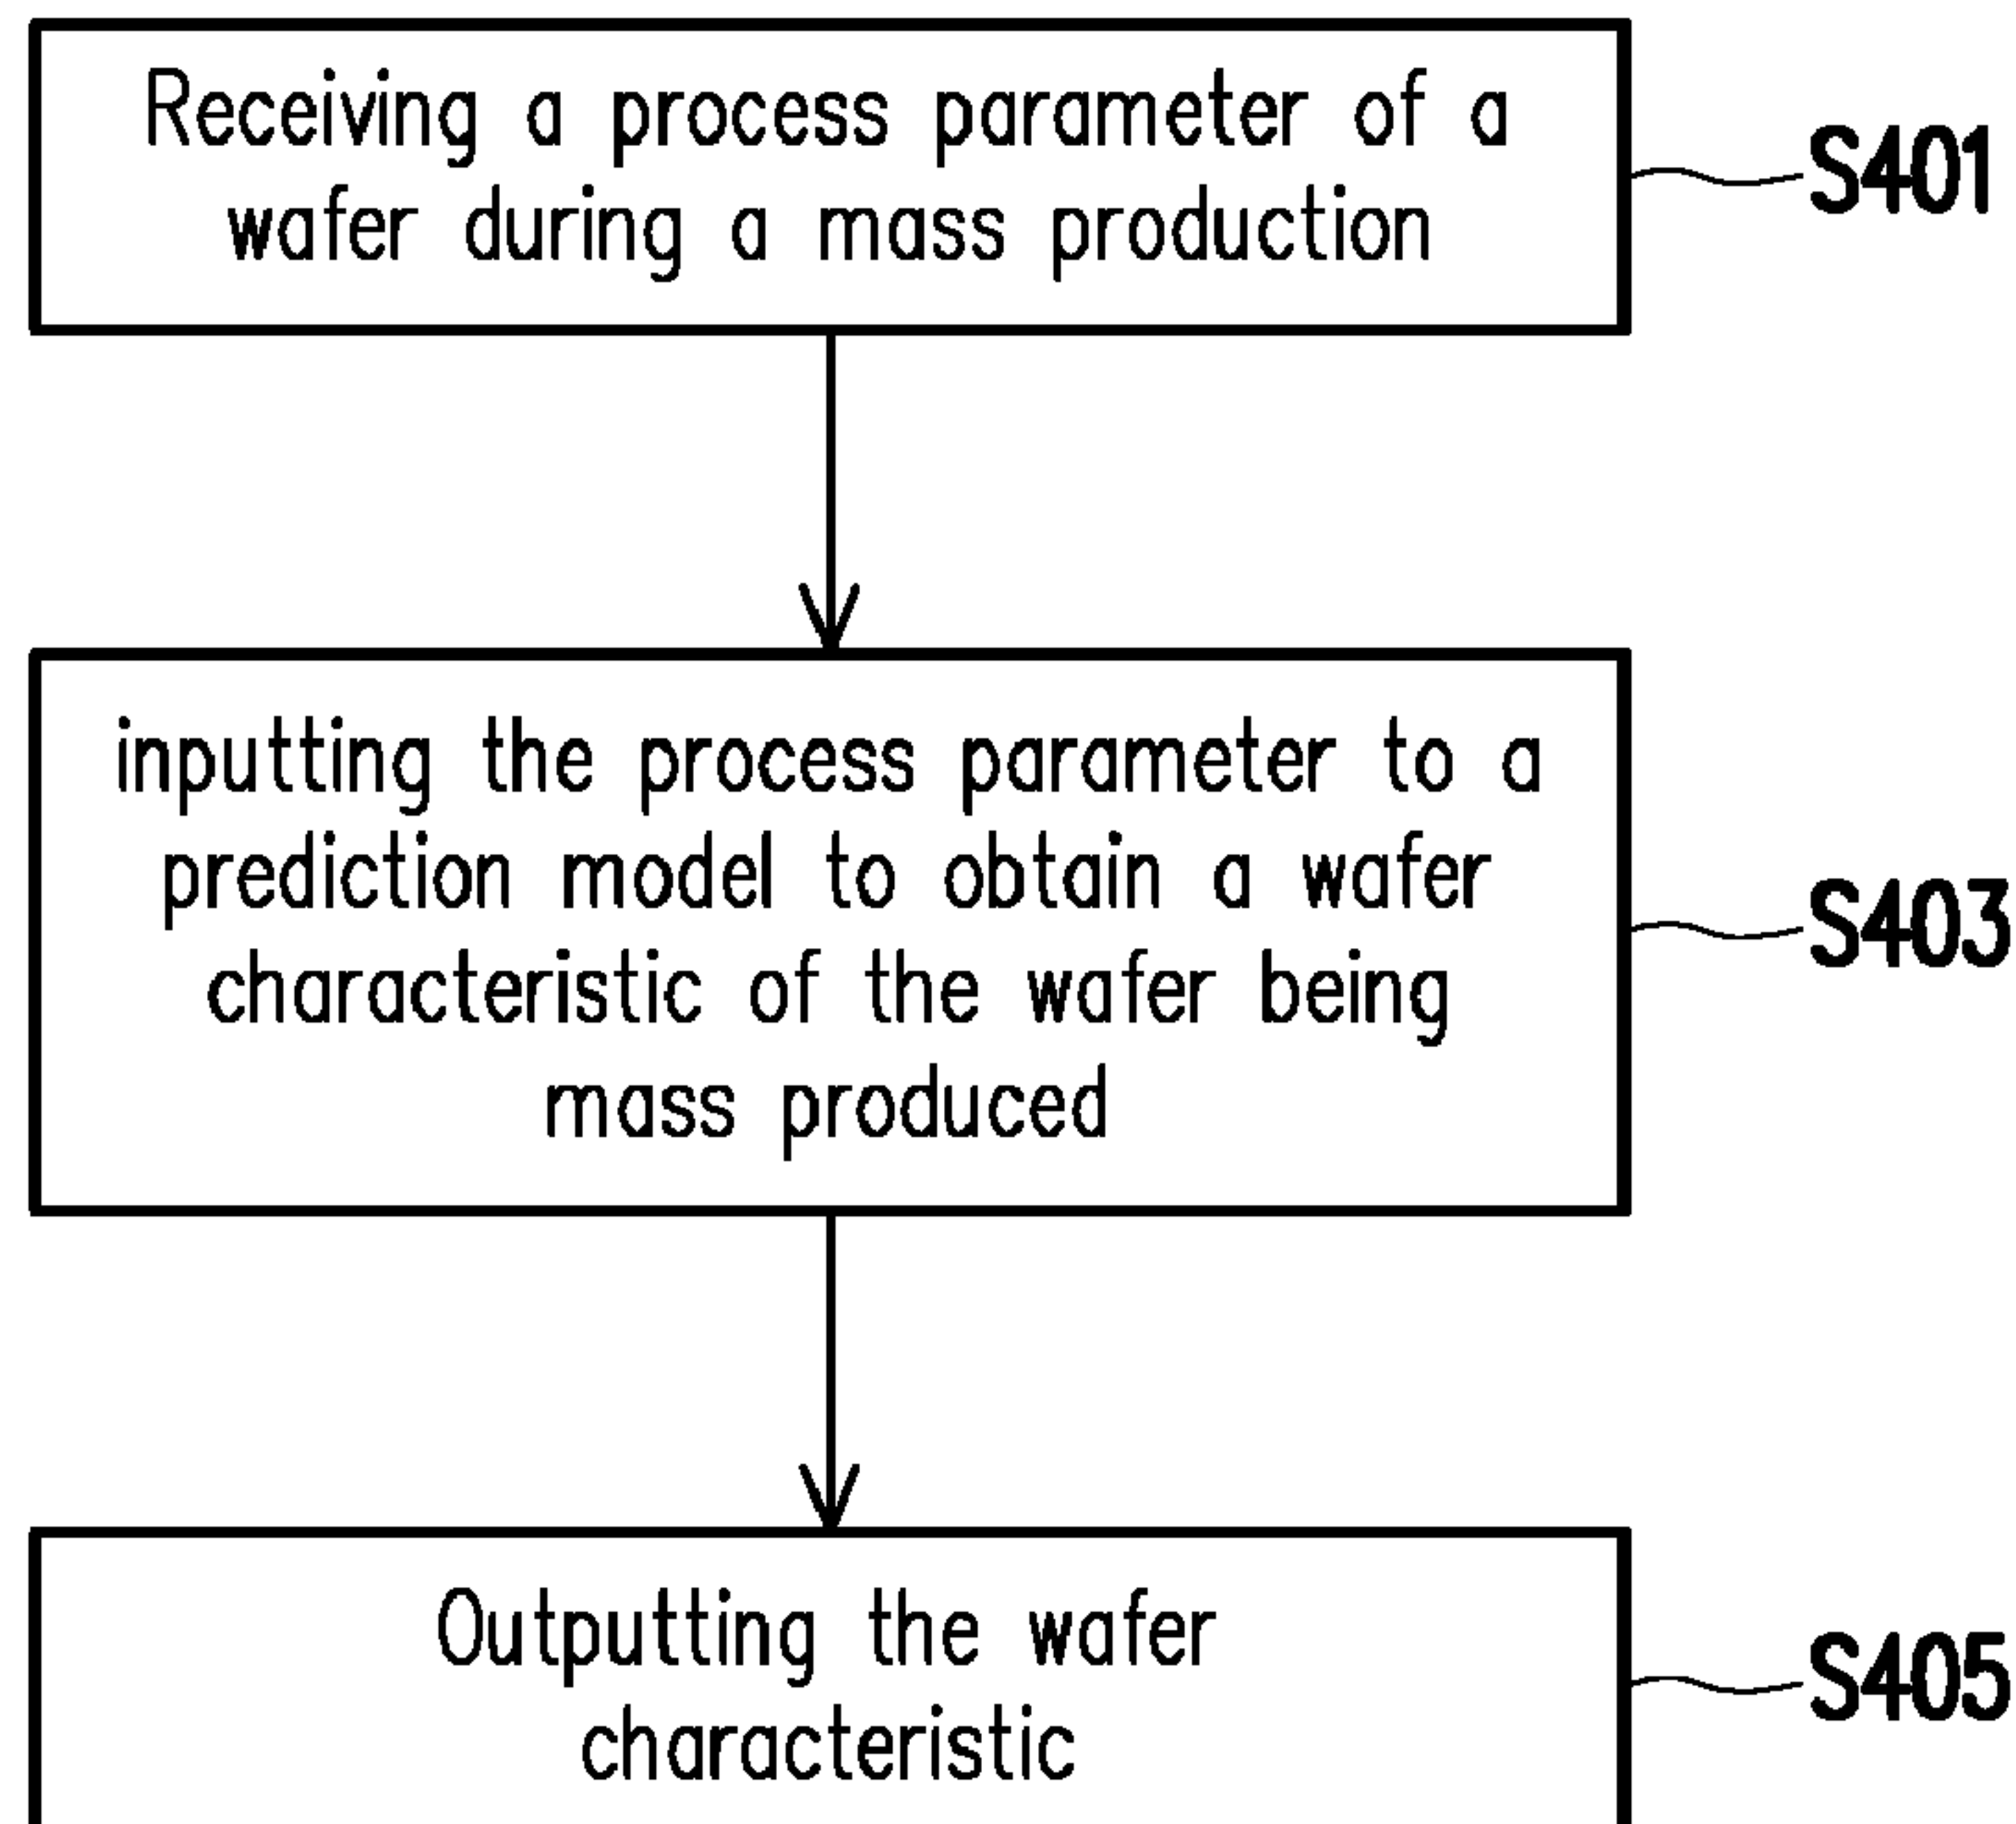 Receiving a process parameter of a
wafer during a mass production
S401
inputting the process parameter to a
prediction model to obtain a wafer
characteristic of the wafer being
mass produced
S403
Outputting the wafer
characteristic
S405